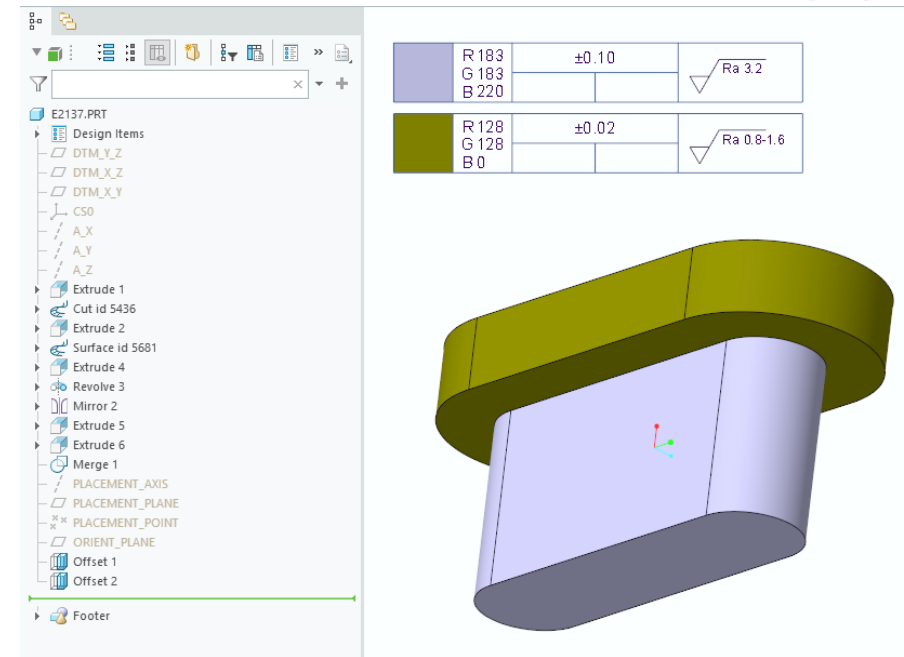 E2137.PRT
Design Items
DTM_Y_Z
DTM_X_Z
DTM_X_Y
CS0
A_X
A_Y
A_Z
Extrude 1
Cut id 5436
Extrude 2
Surface id 5681
Extrude 4
Revolve 3
Mirror 2
Extrude 5
Extrude 6
Merge 1
PLACEMENT_AXIS
PLACEMENT_PLANE
PLACEMENT_POINT
ORIENT_PLANE
Offset 1
Offset 2
Footer
R 183
G 183
B 220
±0.10
Ra 3.2
R 128
G 128
B 0
±0.02
Ra 0.8-1.6